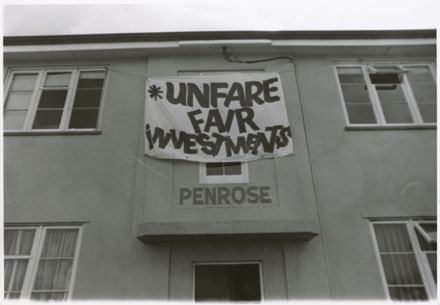 * UNFARE
FAIR
INVESTMENTS
PENROSE